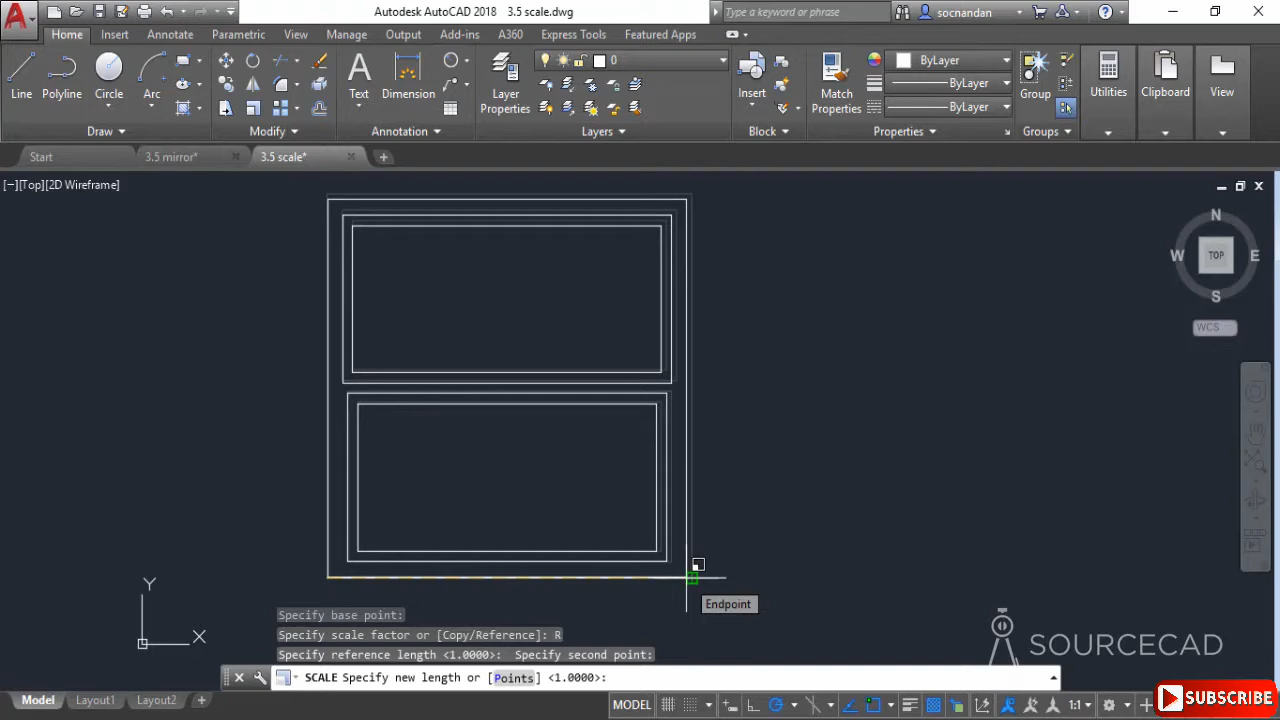 Autodesk AutoCAD 2018   3.5 scale.dwg
Type a keyword or phrase
socnandan
Home Insert Annotate Parametric View Manage Output Add-ins A360 Express Tools Featured Apps
0
ByLayer
ByLayer
ByLayer
Line Polyline Circle Arc Text Dimension Layer Properties Insert Match Properties Group Utilities Clipboard View
Draw Modify Annotation Layers Block Properties Groups
Start 3.5 mirror* 3.5 scale*
[−][Top][2D Wireframe]
N
W TOP E
S
WCS
Endpoint
Y
X
Specify base point:
Specify scale factor or [Copy/Reference]: R
Specify reference length <1.0000>:  Specify second point:
SCALE Specify new length or [Points] <1.0000>:
SOURCECAD
Model Layout1 Layout2 +
MODEL 1:1
SUBSCRIBE